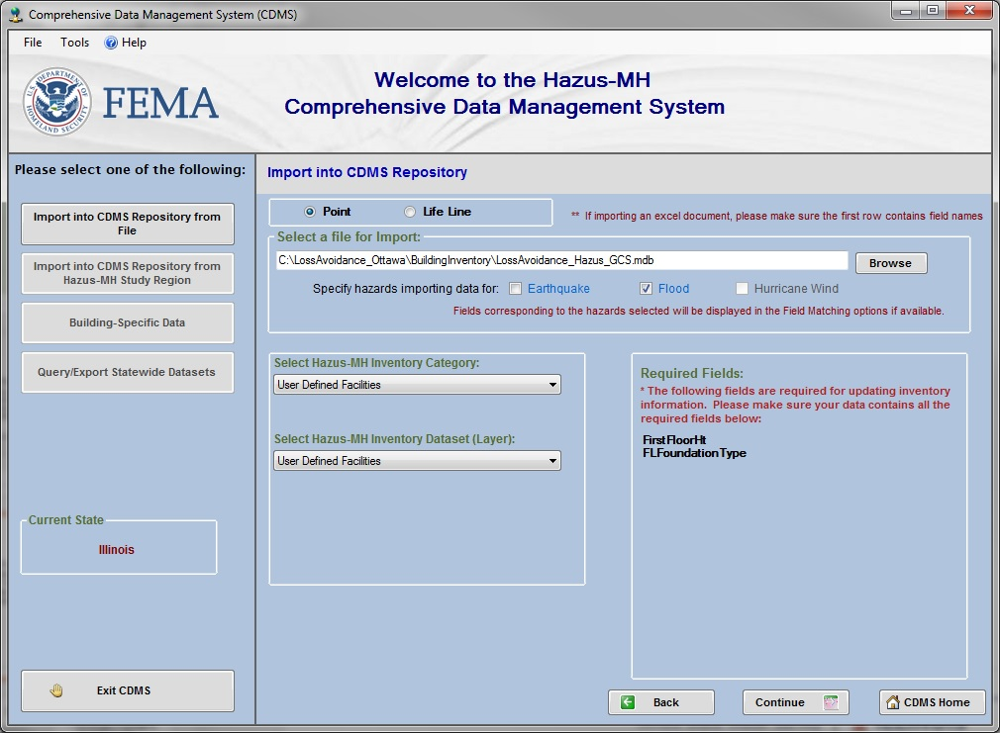 Comprehensive Data Management System (CDMS)
File Tools Help
U.S. DEPARTMENT OF
HOMELAND SECURITY
FEMA
Welcome to the Hazus-MH
Comprehensive Data Management System
Please select one of the following:
Import into CDMS Repository from
File
Import into CDMS Repository from
Hazus-MH Study Region
Building-Specific Data
Query/Export Statewide Datasets
Current State
Illinois
Exit CDMS
Import into CDMS Repository
Point Life Line
** If importing an excel document, please make sure the first row contains field names
Select a file for Import:
C:\LossAvoidance_Ottawa\BuildingInventory\LossAvoidance_Hazus_GCS.mdb
Browse
Specify hazards importing data for: Earthquake Flood Hurricane Wind
Fields corresponding to the hazards selected will be displayed in the Field Matching options if available.
Select Hazus-MH Inventory Category:
User Defined Facilities
Select Hazus-MH Inventory Dataset (Layer):
User Defined Facilities
Required Fields:
* The following fields are required for updating inventory
information. Please make sure your data contains all the
required fields below:
FirstFloorHt
FLFoundationType
Back
Continue
CDMS Home